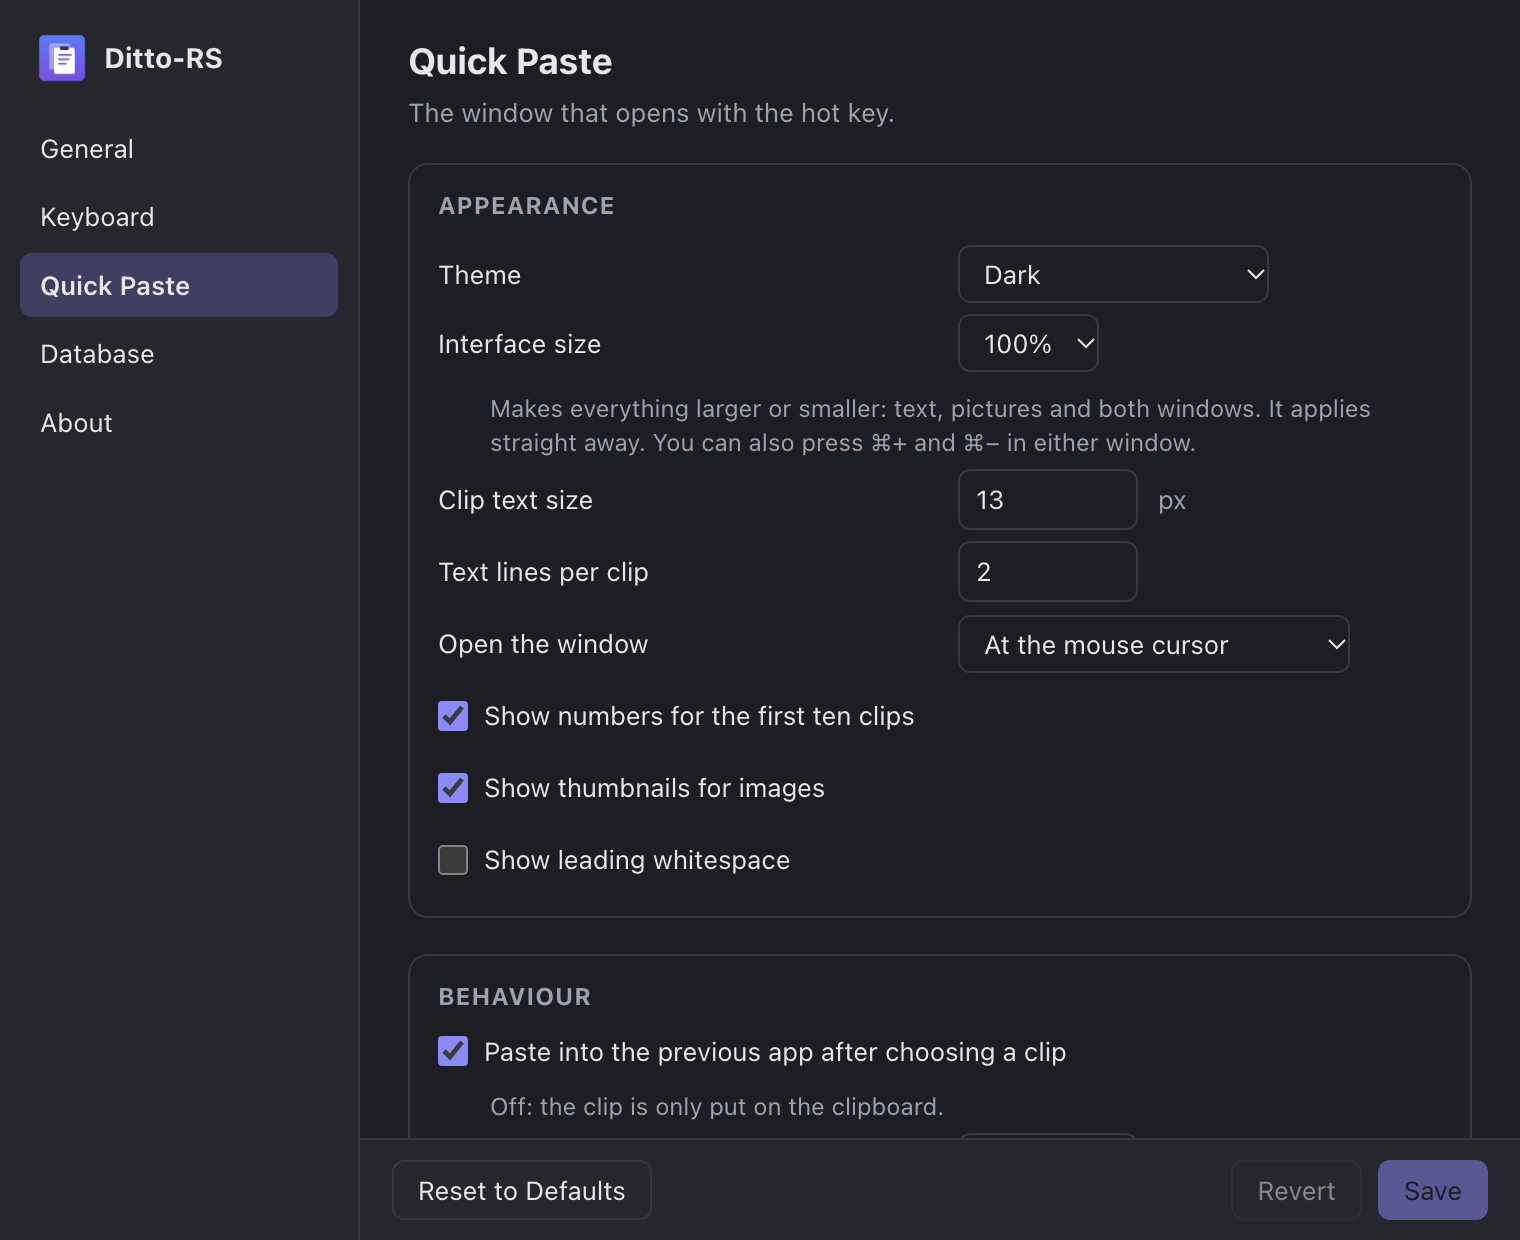 Ditto-RS
General
Keyboard
Quick Paste
Database
About
Quick Paste
The window that opens with the hot key.
APPEARANCE
Theme
Dark
Interface size
100%
Makes everything larger or smaller: text, pictures and both windows. It applies
straight away. You can also press ⌘+ and ⌘− in either window.
Clip text size
13
px
Text lines per clip
2
Open the window
At the mouse cursor
Show numbers for the first ten clips
Show thumbnails for images
Show leading whitespace
BEHAVIOUR
Paste into the previous app after choosing a clip
Off: the clip is only put on the clipboard.
Reset to Defaults
Revert
Save